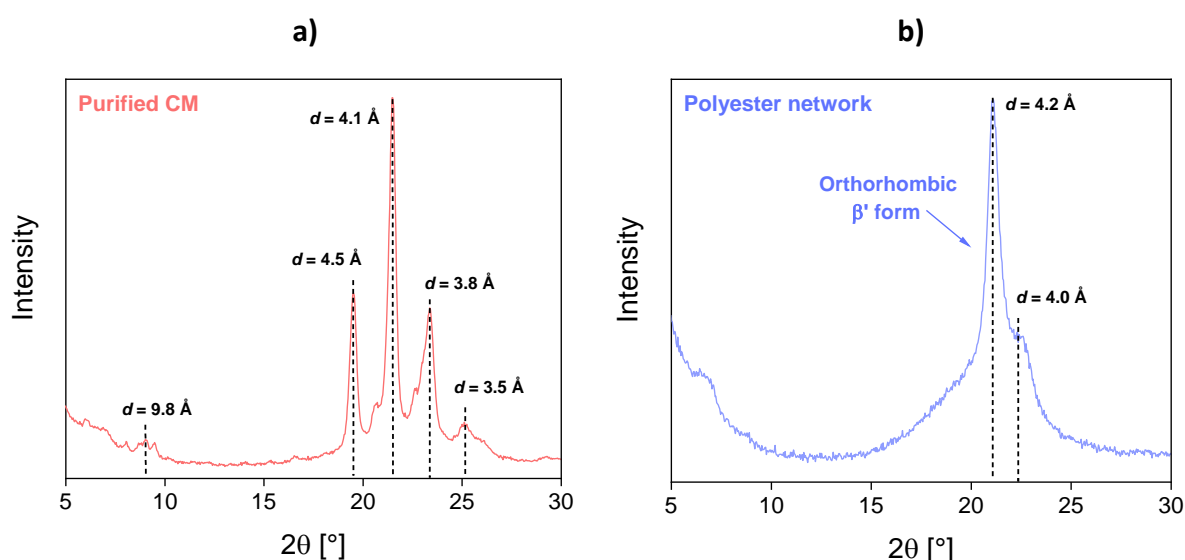 a)
Purified CM
d = 4.1 Å
d = 4.5 Å
d = 3.8 Å
d = 3.5 Å
d = 9.8 Å
Intensity
5
10
15
20
25
30
2θ [°]
b)
Polyester network
d = 4.2 Å
Orthorhombic
β' form
d = 4.0 Å
Intensity
5
10
15
20
25
30
2θ [°]